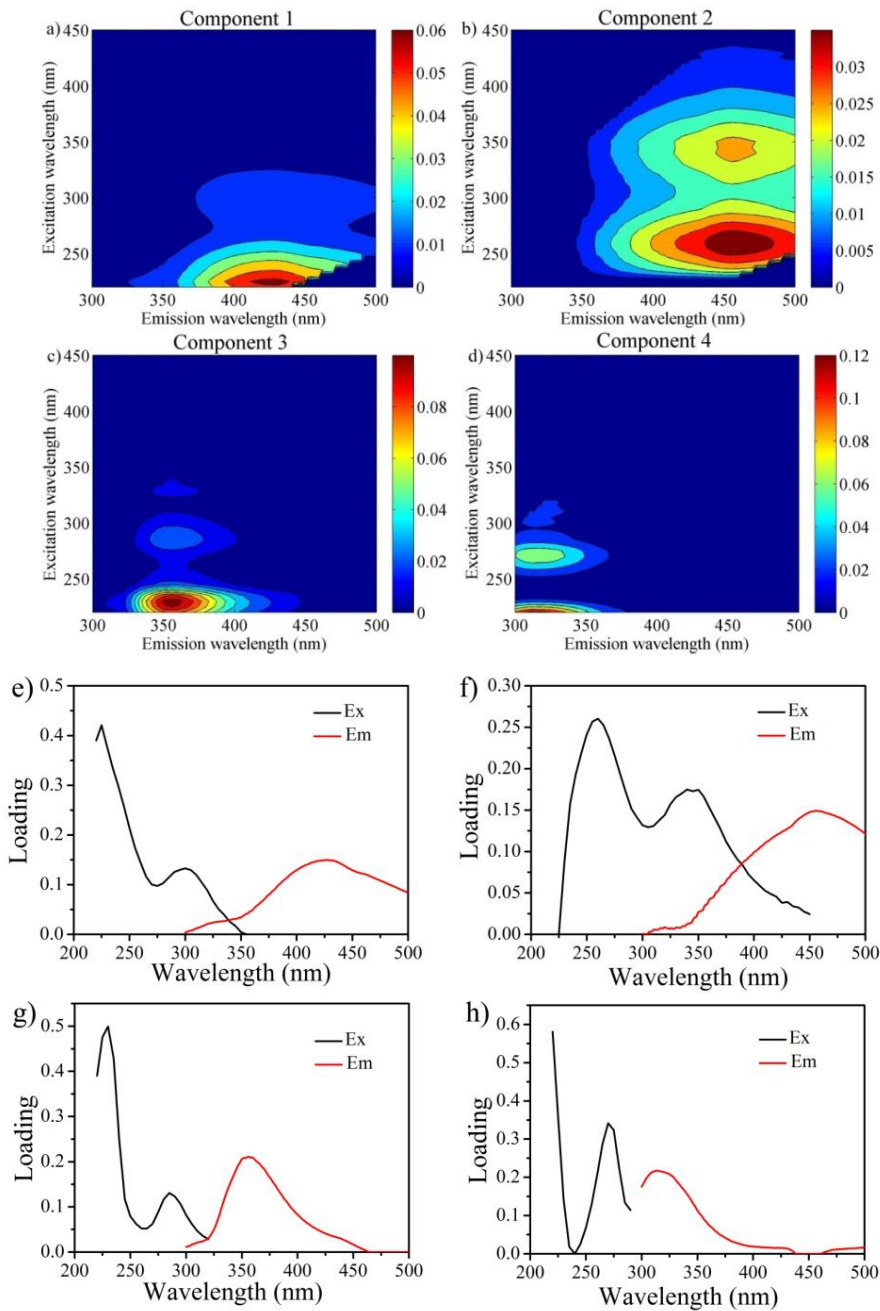 a)
Component 1
450
400
350
300
250
300
350
400
450
500
Emission wavelength (nm)
Excitation wavelength (nm)
0.06
0.05
0.04
0.03
0.02
0.01
0
b)
Component 2
450
400
350
300
250
300
350
400
450
500
Emission wavelength (nm)
Excitation wavelength (nm)
0.03
0.025
0.02
0.015
0.01
0.005
0
c)
Component 3
450
400
350
300
250
300
350
400
450
500
Emission wavelength (nm)
Excitation wavelength (nm)
0.08
0.06
0.04
0.02
0
d)
Component 4
450
400
350
300
250
300
350
400
450
500
Emission wavelength (nm)
Excitation wavelength (nm)
0.12
0.1
0.08
0.06
0.04
0.02
0
e)
0.5
0.4
0.3
0.2
0.1
0.0
Loading
Ex
Em
200 250 300 350 400 450 500
Wavelength (nm)
f)
0.30
0.25
0.20
0.15
0.10
0.05
0.00
Loading
Ex
Em
200 250 300 350 400 450 500
Wavelength (nm)
g)
0.5
0.4
0.3
0.2
0.1
0.0
Loading
Ex
Em
200 250 300 350 400 450 500
Wavelength (nm)
h)
0.6
0.5
0.4
0.3
0.2
0.1
0.0
Loading
Ex
Em
200 250 300 350 400 450 500
Wavelength (nm)